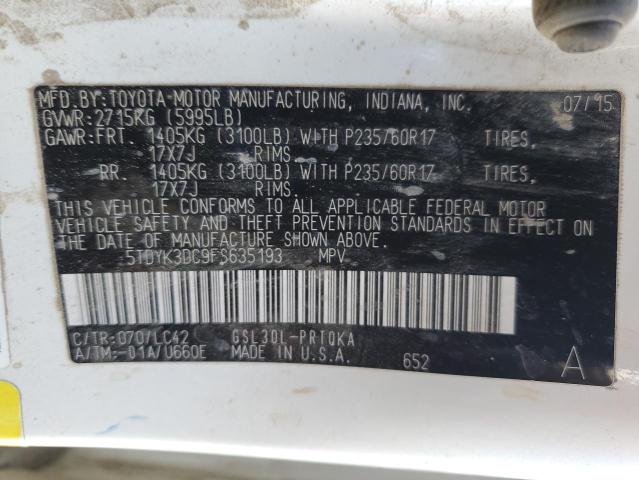 MFD. BY: TOYOTA MOTOR MANUFACTURING, INDIANA, INC. 07/15
GVWR: 2715KG (5995LB)
GAWR: FRT. 1405KG (3100LB) WITH P235/60R17 TIRES,
17X7J RIMS
RR. 1405KG (3100LB) WITH P235/60R17 TIRES,
17X7J RIMS.
THIS VEHICLE CONFORMS TO ALL APPLICABLE FEDERAL MOTOR
VEHICLE SAFETY AND THEFT PREVENTION STANDARDS IN EFFECT
ON THE DATE OF MANUFACTURE SHOWN ABOVE.
5TDYK3DC9FS635193 MPV
C/TR: 070/LC42 GSL30L-PRTQKA
A/TM: -01A/U660E MADE IN U.S.A. 652 A